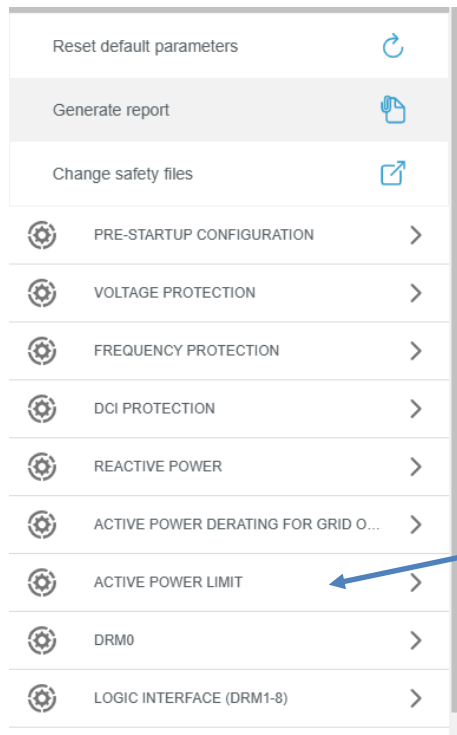 Reset default parameters
Generate report
Change safety files
PRE-STARTUP CONFIGURATION
VOLTAGE PROTECTION
FREQUENCY PROTECTION
DCI PROTECTION
REACTIVE POWER
ACTIVE POWER DERATING FOR GRID O...
ACTIVE POWER LIMIT
DRM0
LOGIC INTERFACE (DRM1-8)